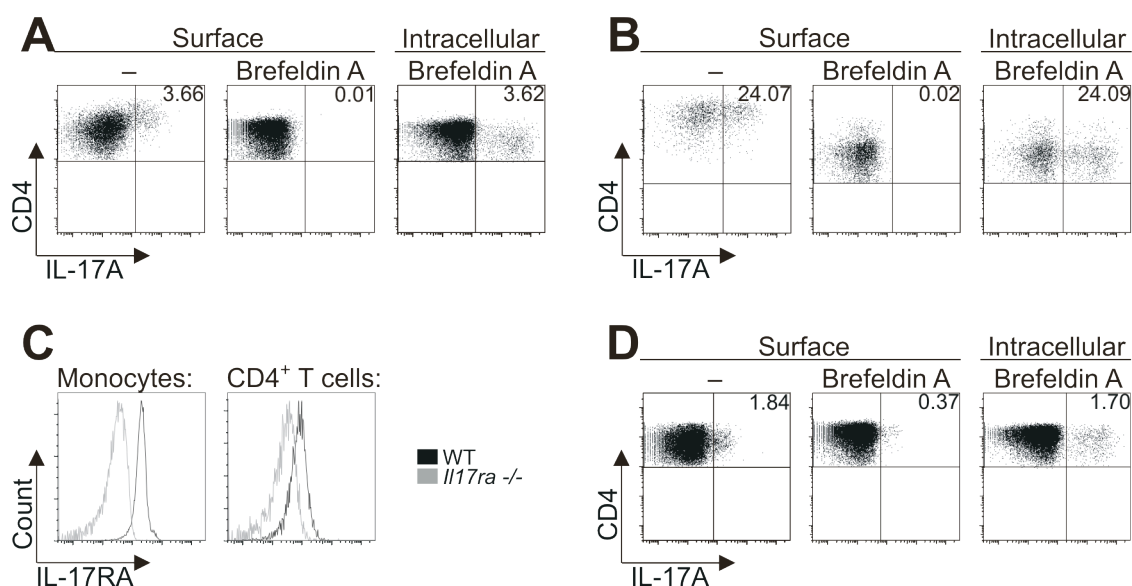 A
Surface Intracellular
– Brefeldin A Brefeldin A
3.66 0.01 3.62
CD4
IL-17A
B
Surface Intracellular
– Brefeldin A Brefeldin A
24.07 0.02 24.09
CD4
IL-17A
C
Monocytes: CD4+ T cells:
WT
Il17ra -/-
Count
IL-17RA
D
Surface Intracellular
– Brefeldin A Brefeldin A
1.84 0.37 1.70
CD4
IL-17A